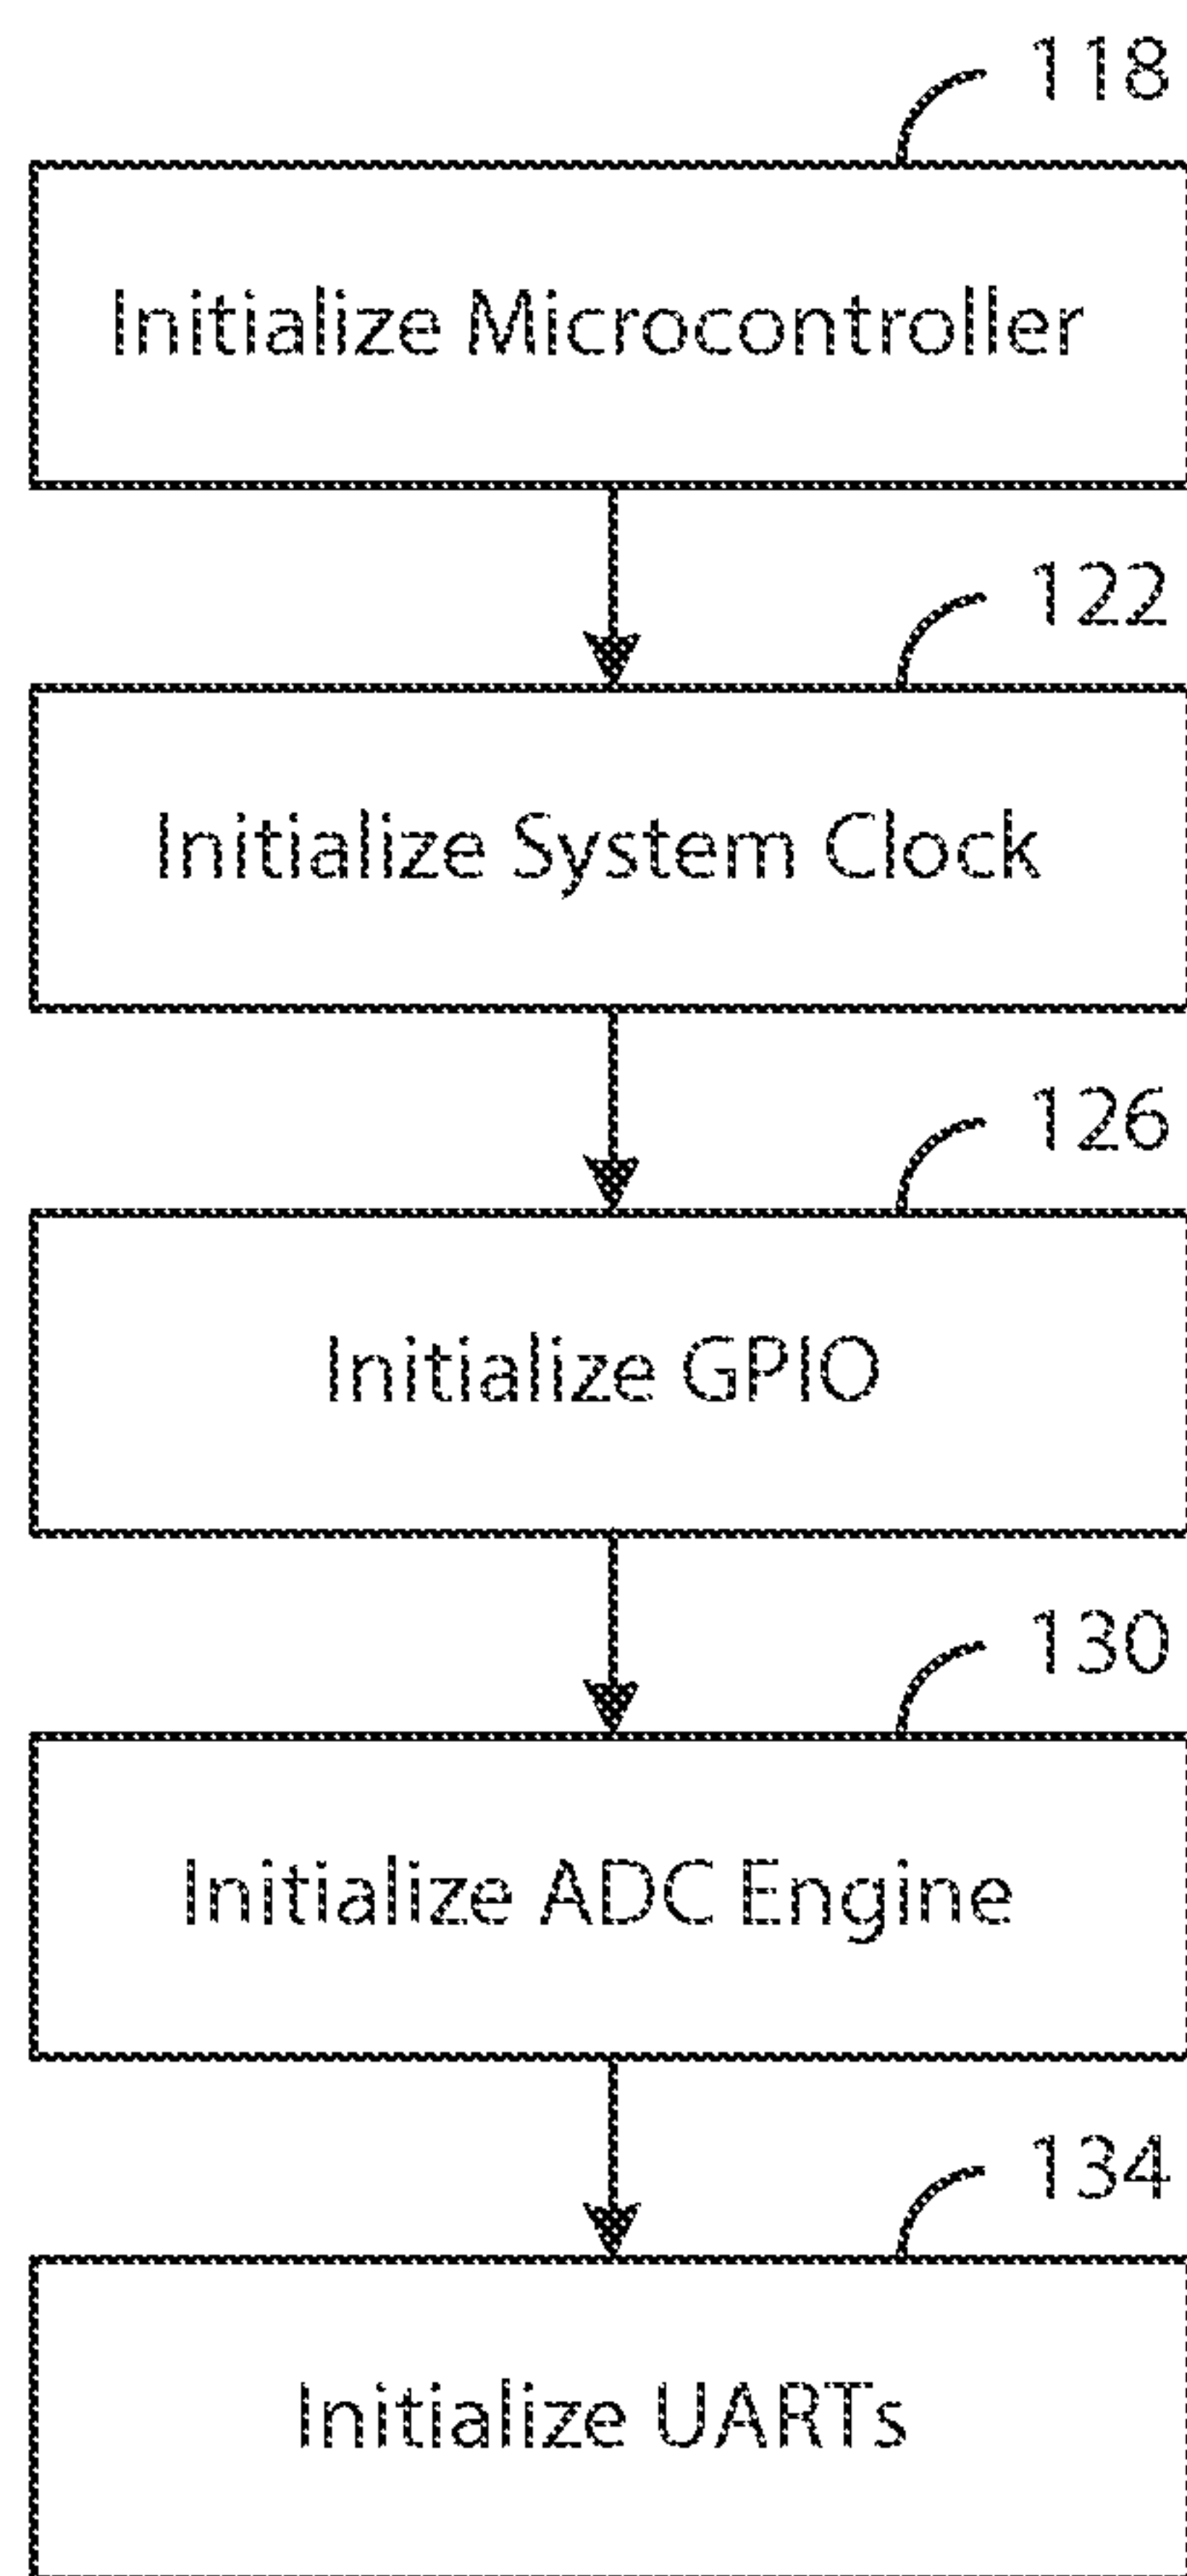 118
Initialize Microcontroller
122
Initialize System Clock
126
Initialize GPIO
130
Initialize ADC Engine
134
Initialize UARTs